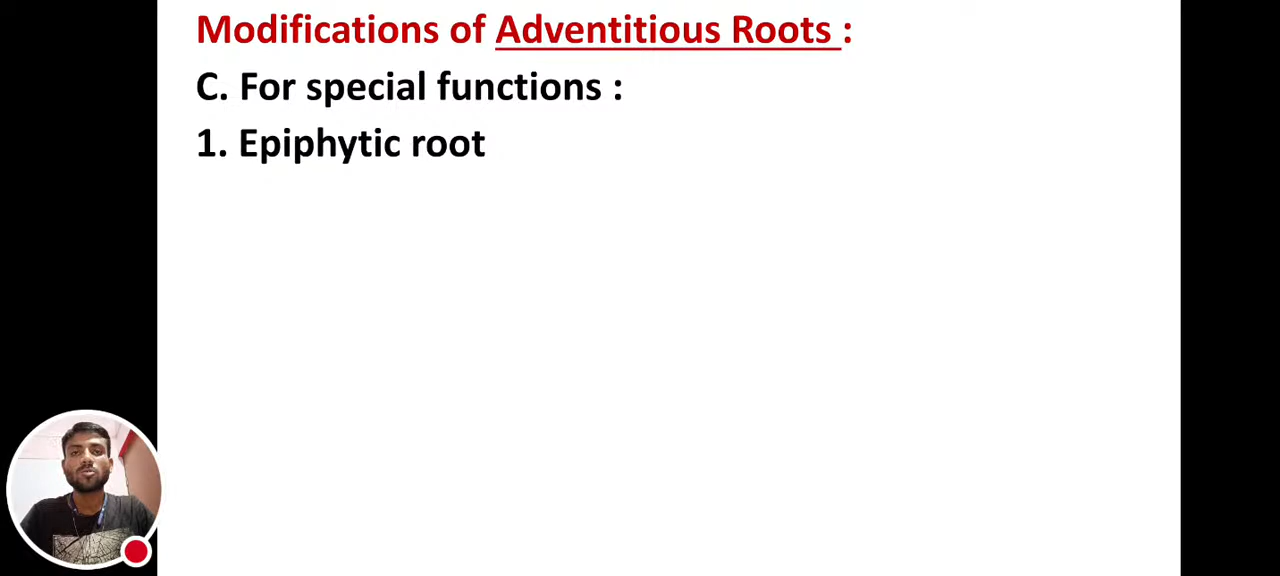 Modifications of Adventitious Roots :
C. For special functions :
1. Epiphytic root